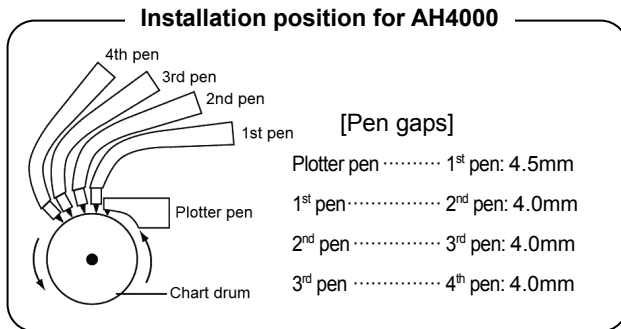 Installation position for AH4000
4th pen
3rd pen
2nd pen
1st pen
Plotter pen
Chart drum
[Pen gaps]
Plotter pen ·········· 1st pen: 4.5mm
1st pen·············· 2nd pen: 4.0mm
2nd pen ············· 3rd pen: 4.0mm
3rd pen ············· 4th pen: 4.0mm